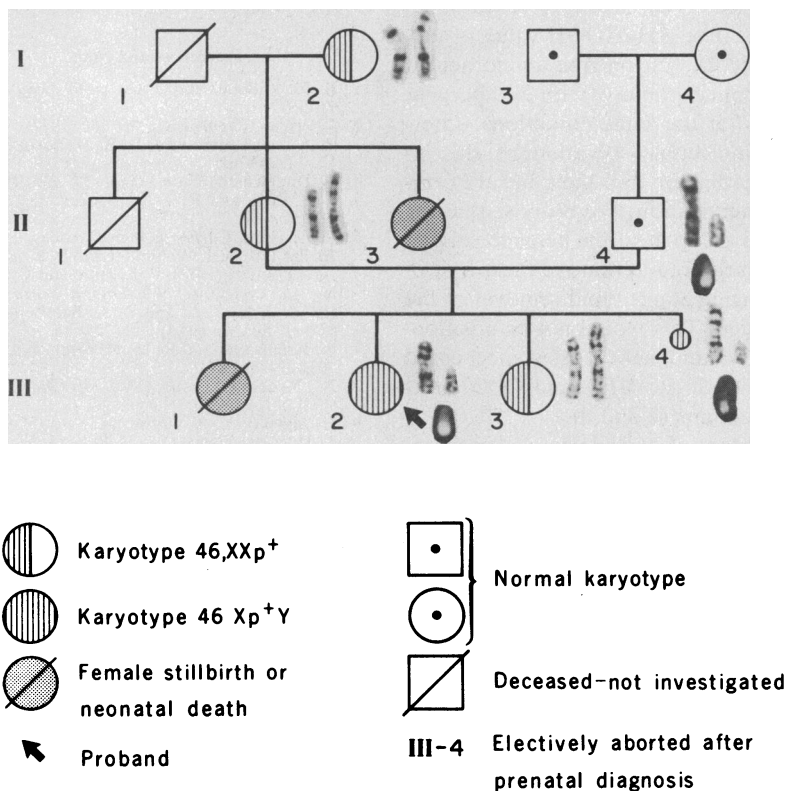 I
1
2
3
4
II
1
2
3
4
III
1
2
3
4
Karyotype 46,XXp+
Karyotype 46 Xp+Y
Female stillbirth or
neonatal death
Proband
Normal karyotype
Deceased-not investigated
III-4 Electively aborted after
prenatal diagnosis